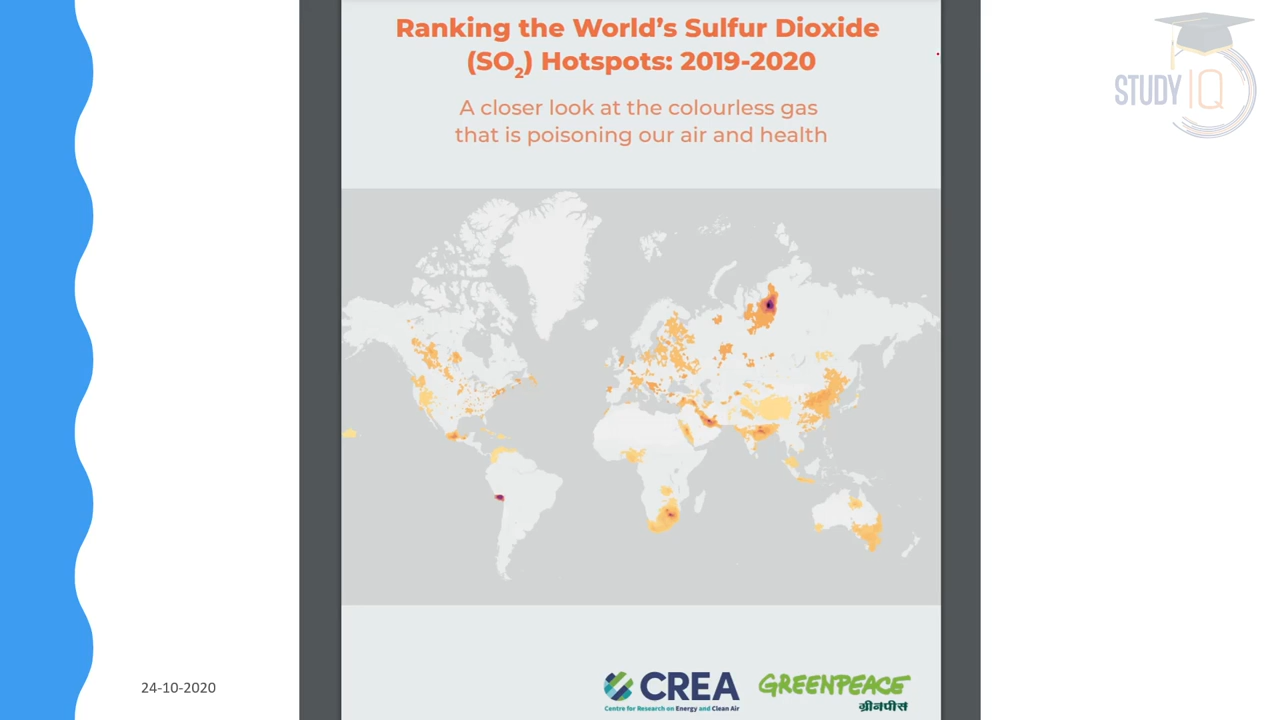 Ranking the World's Sulfur Dioxide
(SO₂) Hotspots: 2019-2020
A closer look at the colourless gas
that is poisoning our air and health
STUDY IQ
24-10-2020
CREA
Centre for Research on Energy and Clean Air
GREENPEACE
ग्रीनपीस